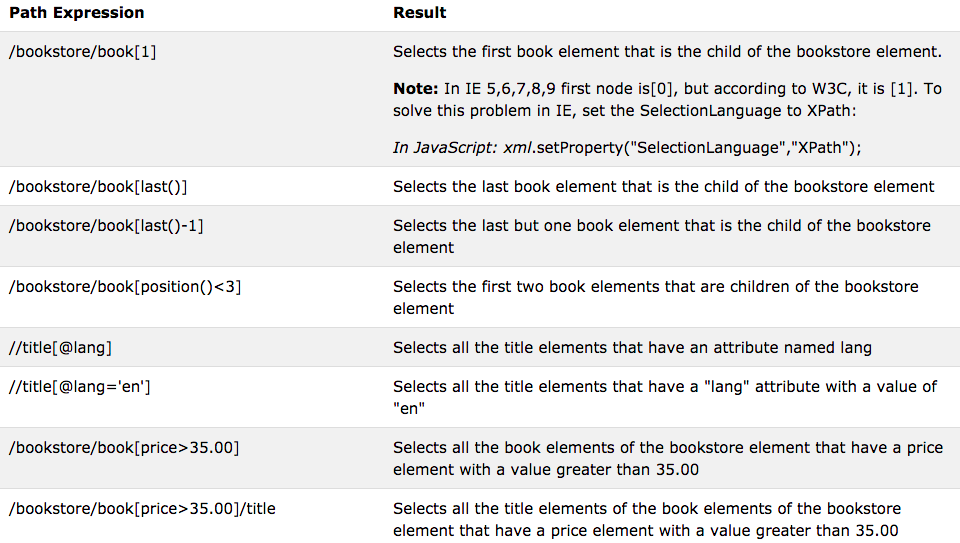 Path Expression Result
/bookstore/book[1] Selects the first book element that is the child of the bookstore element.
Note: In IE 5,6,7,8,9 first node is[0], but according to W3C, it is [1]. To
solve this problem in IE, set the SelectionLanguage to XPath:
In JavaScript: xml.setProperty("SelectionLanguage","XPath");
/bookstore/book[last()] Selects the last book element that is the child of the bookstore element
/bookstore/book[last()-1] Selects the last but one book element that is the child of the bookstore
element
/bookstore/book[position()<3] Selects the first two book elements that are children of the bookstore
element
//title[@lang] Selects all the title elements that have an attribute named lang
//title[@lang='en'] Selects all the title elements that have a "lang" attribute with a value of
"en"
/bookstore/book[price>35.00] Selects all the book elements of the bookstore element that have a price
element with a value greater than 35.00
/bookstore/book[price>35.00]/title Selects all the title elements of the book elements of the bookstore
element that have a price element with a value greater than 35.00